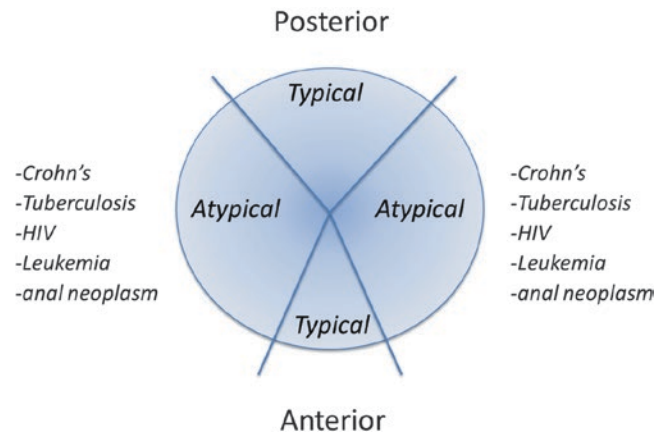 Posterior
Typical
-Crohn's
-Tuberculosis
-HIV
-Leukemia
-anal neoplasm
Atypical
Atypical
-Crohn's
-Tuberculosis
-HIV
-Leukemia
-anal neoplasm
Typical
Anterior